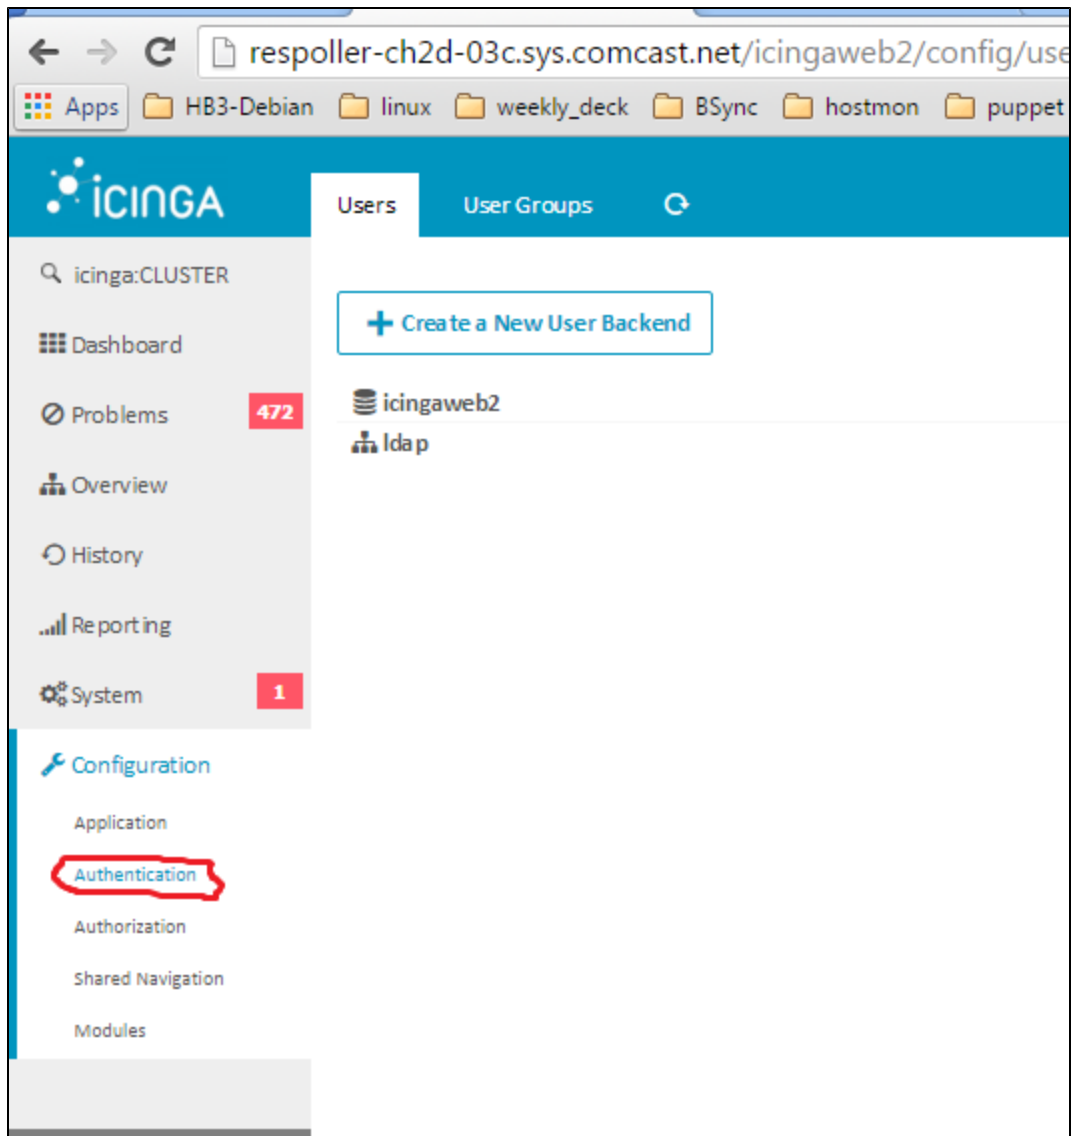 respoller-ch2d-03c.sys.comcast.net/icingaweb2/config/use
Apps HB3-Debian linux weekly_deck BSync hostmon puppet
icinga
Users User Groups
icinga:CLUSTER
Create a New User Backend
Dashboard
Problems 472
icingaweb2
ldap
Overview
History
Reporting
System 1
Configuration
Application
Authentication
Authorization
Shared Navigation
Modules